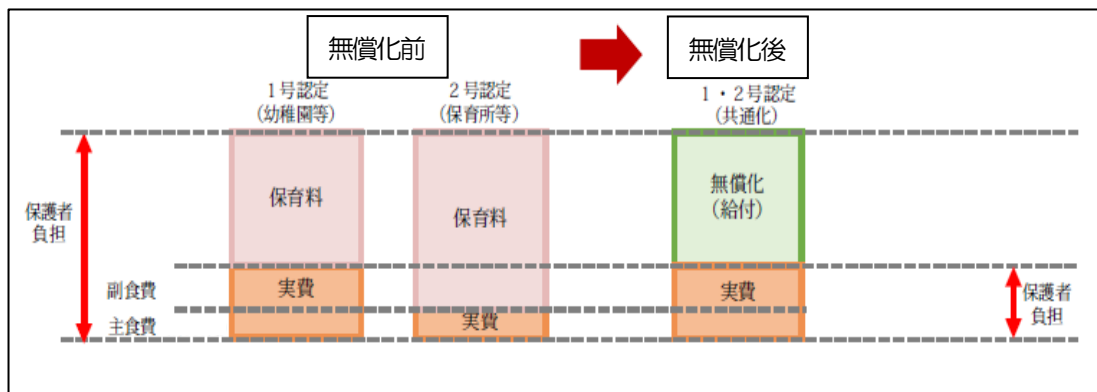 無償化前
無償化後
１号認定
(幼稚園等)
２号認定
(保育所等)
１・２号認定
(共通化)
保護者
負担
保育料
保育料
無償化
(給付)
副食費
実費
実費
主食費
実費
保護者
負担